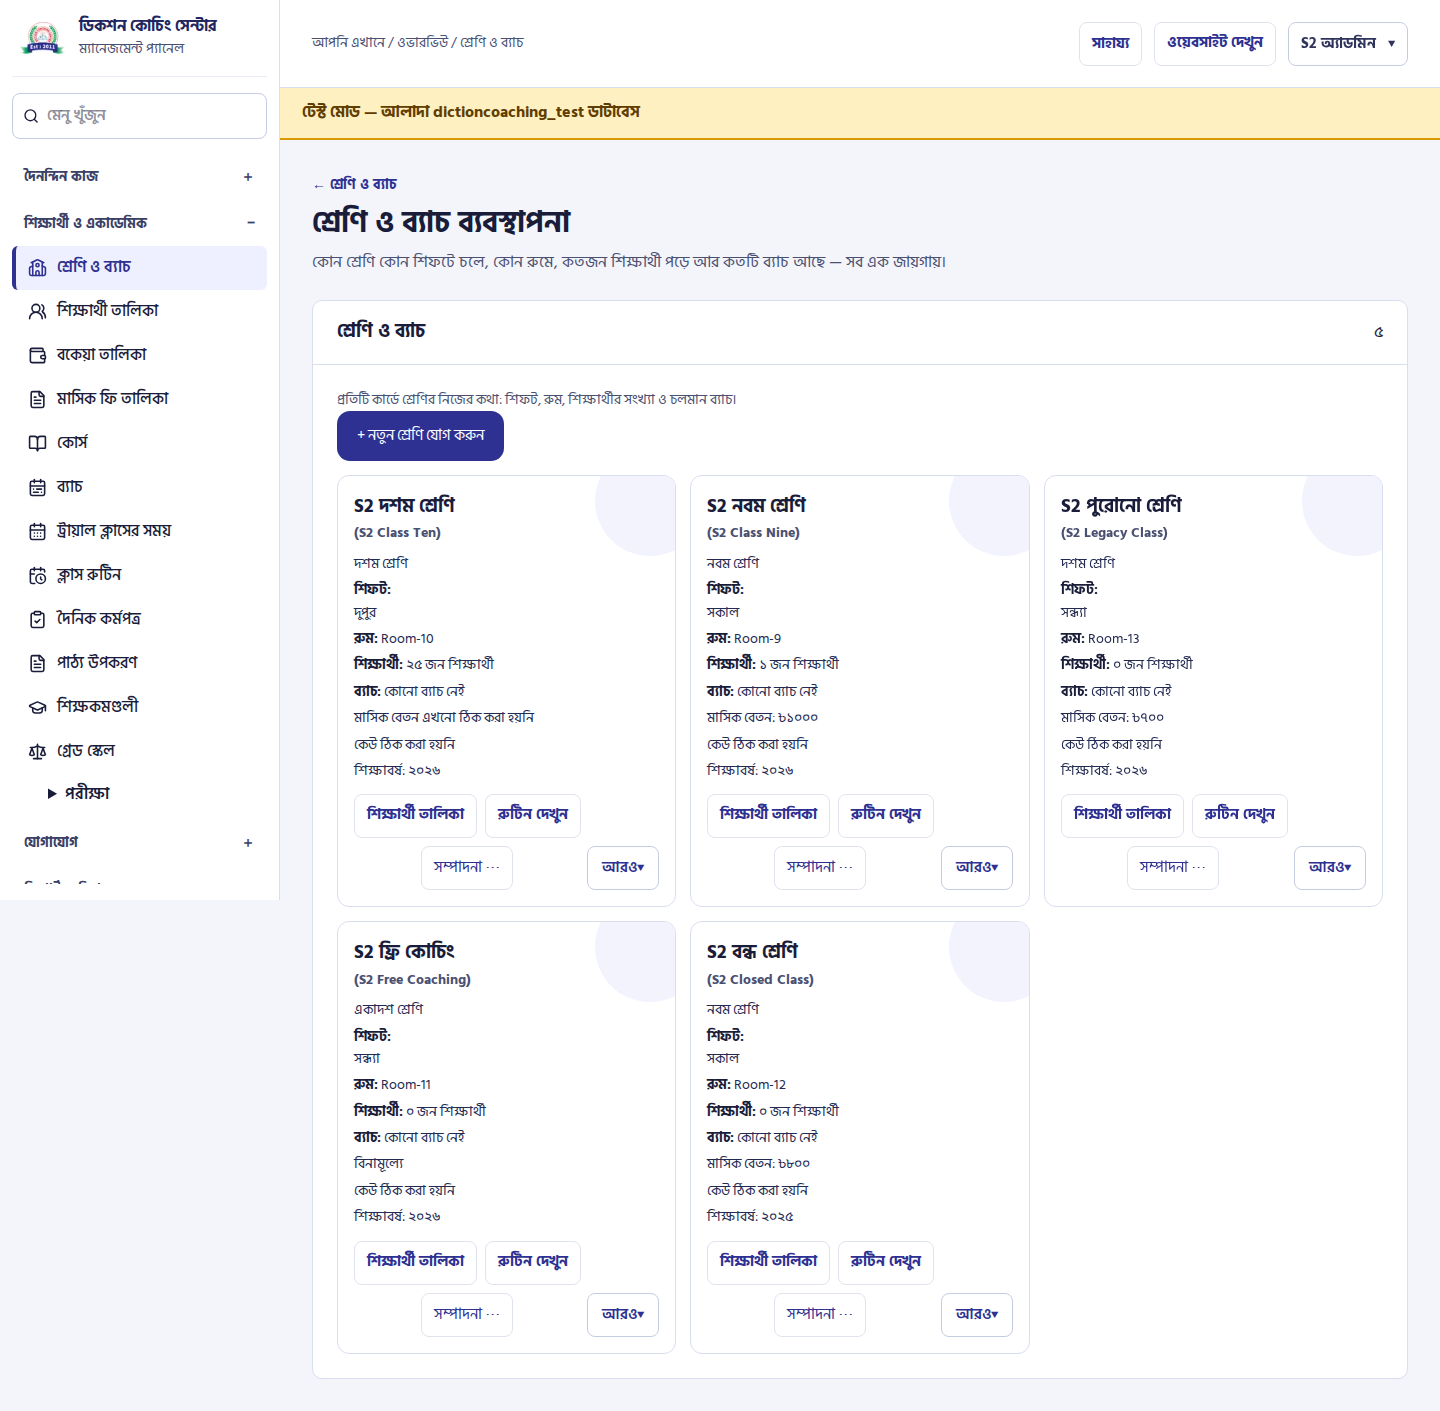 ডিকশন কোচিং সেন্টার
ম্যানেজমেন্ট প্যানেল
Est : 2011
মেনু খুঁজুন
দৈনন্দিন কাজ +
শিক্ষার্থী ও একাডেমিক −
শ্রেণি ও ব্যাচ
শিক্ষার্থী তালিকা
বকেয়া তালিকা
মাসিক ফি তালিকা
কোর্স
ব্যাচ
ট্রায়াল ক্লাসের সময়
ক্লাস রুটিন
দৈনিক কর্মপত্র
পাঠ্য উপকরণ
শিক্ষকমণ্ডলী
গ্রেড স্কেল
▶ পরীক্ষা
যোগাযোগ +
আপনি এখানে / ওভারভিউ / শ্রেণি ও ব্যাচ
সাহায্য
ওয়েবসাইট দেখুন
S2 অ্যাডমিন ▾
টেস্ট মোড — আলাদা dictioncoaching_test ডাটাবেস
← শ্রেণি ও ব্যাচ
শ্রেণি ও ব্যাচ ব্যবস্থাপনা
কোন শ্রেণি কোন শিফটে চলে, কোন রুমে, কতজন শিক্ষার্থী পড়ে আর কতটি ব্যাচ আছে — সব এক জায়গায়।
শ্রেণি ও ব্যাচ ৫
প্রতিটি কার্ডে শ্রেণির নিজের কথা: শিফট, রুম, শিক্ষার্থীর সংখ্যা ও চলমান ব্যাচ।
+ নতুন শ্রেণি যোগ করুন
S2 দশম শ্রেণি
(S2 Class Ten)
দশম শ্রেণি
শিফট:
দুপুর
রুম: Room-10
শিক্ষার্থী: ২৫ জন শিক্ষার্থী
ব্যাচ: কোনো ব্যাচ নেই
মাসিক বেতন এখনো ঠিক করা হয়নি
কেউ ঠিক করা হয়নি
শিক্ষাবর্ষ: ২০২৬
শিক্ষার্থী তালিকা রুটিন দেখুন
সম্পাদনা ··· আরও▾
S2 নবম শ্রেণি
(S2 Class Nine)
নবম শ্রেণি
শিফট:
সকাল
রুম: Room-9
শিক্ষার্থী: ১ জন শিক্ষার্থী
ব্যাচ: কোনো ব্যাচ নেই
মাসিক বেতন: ৳১০০০
কেউ ঠিক করা হয়নি
শিক্ষাবর্ষ: ২০২৬
শিক্ষার্থী তালিকা রুটিন দেখুন
সম্পাদনা ··· আরও▾
S2 পুরোনো শ্রেণি
(S2 Legacy Class)
দশম শ্রেণি
শিফট:
সন্ধ্যা
রুম: Room-13
শিক্ষার্থী: ০ জন শিক্ষার্থী
ব্যাচ: কোনো ব্যাচ নেই
মাসিক বেতন: ৳৭০০
কেউ ঠিক করা হয়নি
শিক্ষাবর্ষ: ২০২৬
শিক্ষার্থী তালিকা রুটিন দেখুন
সম্পাদনা ··· আরও▾
S2 ফ্রি কোচিং
(S2 Free Coaching)
একাদশ শ্রেণি
শিফট:
সন্ধ্যা
রুম: Room-11
শিক্ষার্থী: ০ জন শিক্ষার্থী
ব্যাচ: কোনো ব্যাচ নেই
বিনামূল্যে
কেউ ঠিক করা হয়নি
শিক্ষাবর্ষ: ২০২৬
শিক্ষার্থী তালিকা রুটিন দেখুন
সম্পাদনা ··· আরও▾
S2 বন্ধ শ্রেণি
(S2 Closed Class)
নবম শ্রেণি
শিফট:
সকাল
রুম: Room-12
শিক্ষার্থী: ০ জন শিক্ষার্থী
ব্যাচ: কোনো ব্যাচ নেই
মাসিক বেতন: ৳৮০০
কেউ ঠিক করা হয়নি
শিক্ষাবর্ষ: ২০২৫
শিক্ষার্থী তালিকা রুটিন দেখুন
সম্পাদনা ··· আরও▾